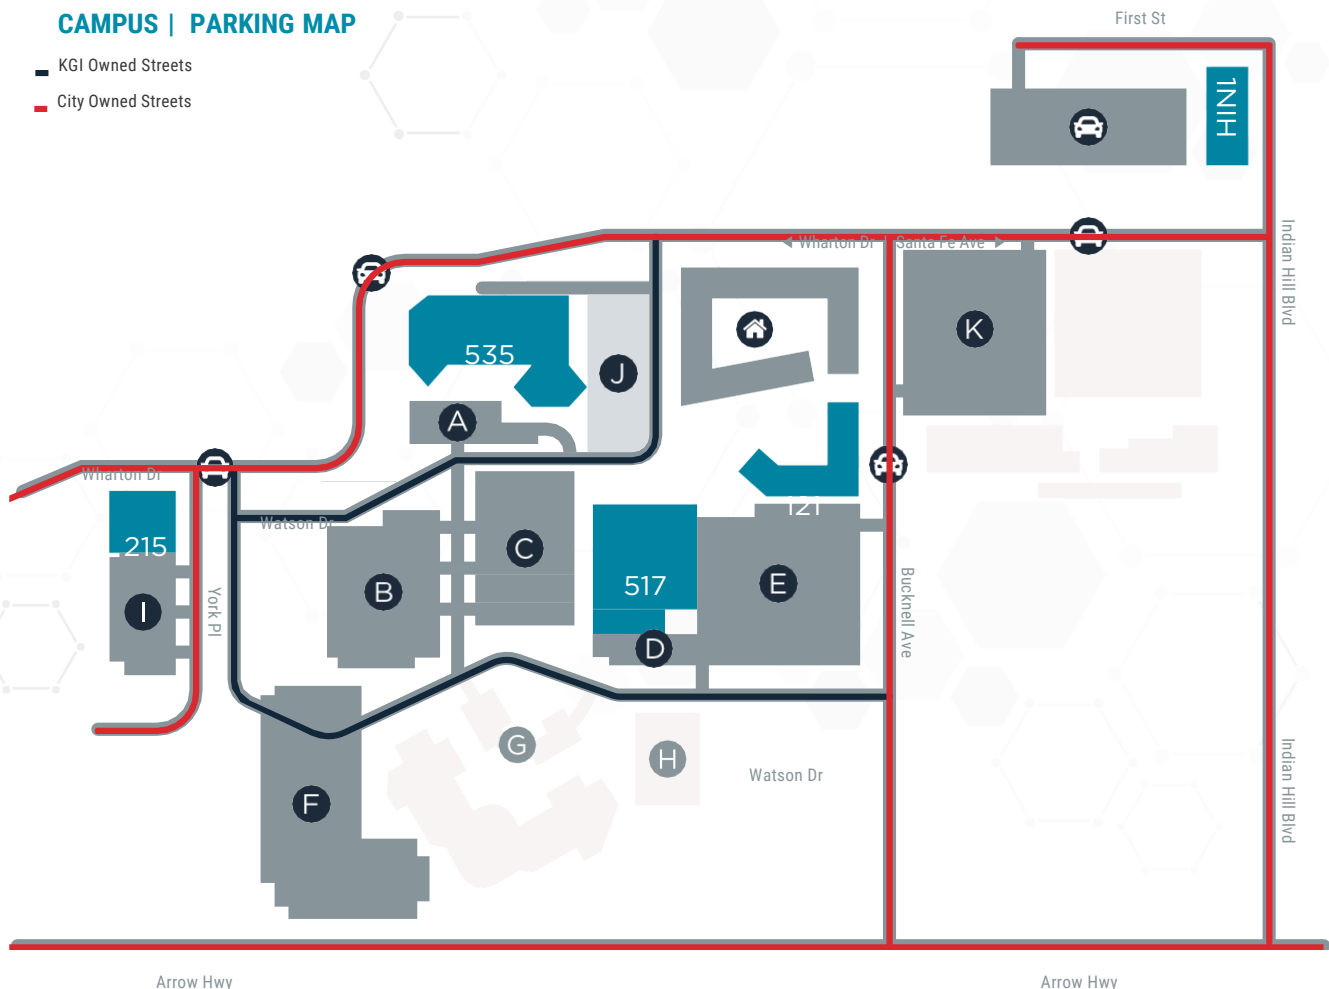 CAMPUS | PARKING MAP
KGI Owned Streets
City Owned Streets
First St
1NIH
Wharton Dr | Santa Fe Ave
Indian Hill Blvd
K
535
J
A
Wharton Dr
Watson Dr
215
121
C
B
517
E
I
York Pl
Bucknell Ave
D
G
H
Watson Dr
F
Indian Hill Blvd
Arrow Hwy
Arrow Hwy